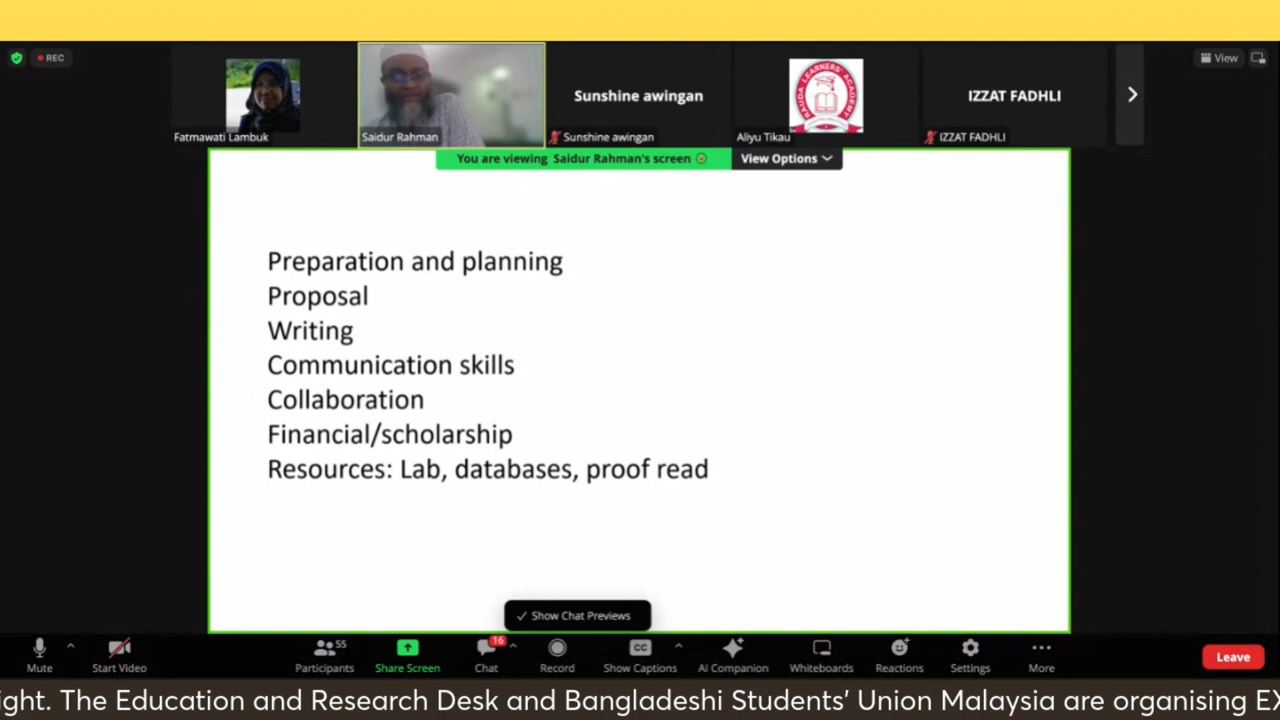 REC
View
Sunshine awingan
IZZAT FADHLI
Fatmawati Lambuk
Saidur Rahman
Sunshine awingan
Aliyu Tikau
IZZAT FADHLI
RAUDA LEARNERS' ACADEMY
You are viewing Saidur Rahman's screen
View Options
Preparation and planning
Proposal
Writing
Communication skills
Collaboration
Financial/scholarship
Resources: Lab, databases, proof read
✓ Show Chat Previews
55
16
CC
Mute
Start Video
Participants
Share Screen
Chat
Record
Show Captions
AI Companion
Whiteboards
Reactions
Settings
More
Leave
ight. The Education and Research Desk and Bangladeshi Students' Union Malaysia are organising EX